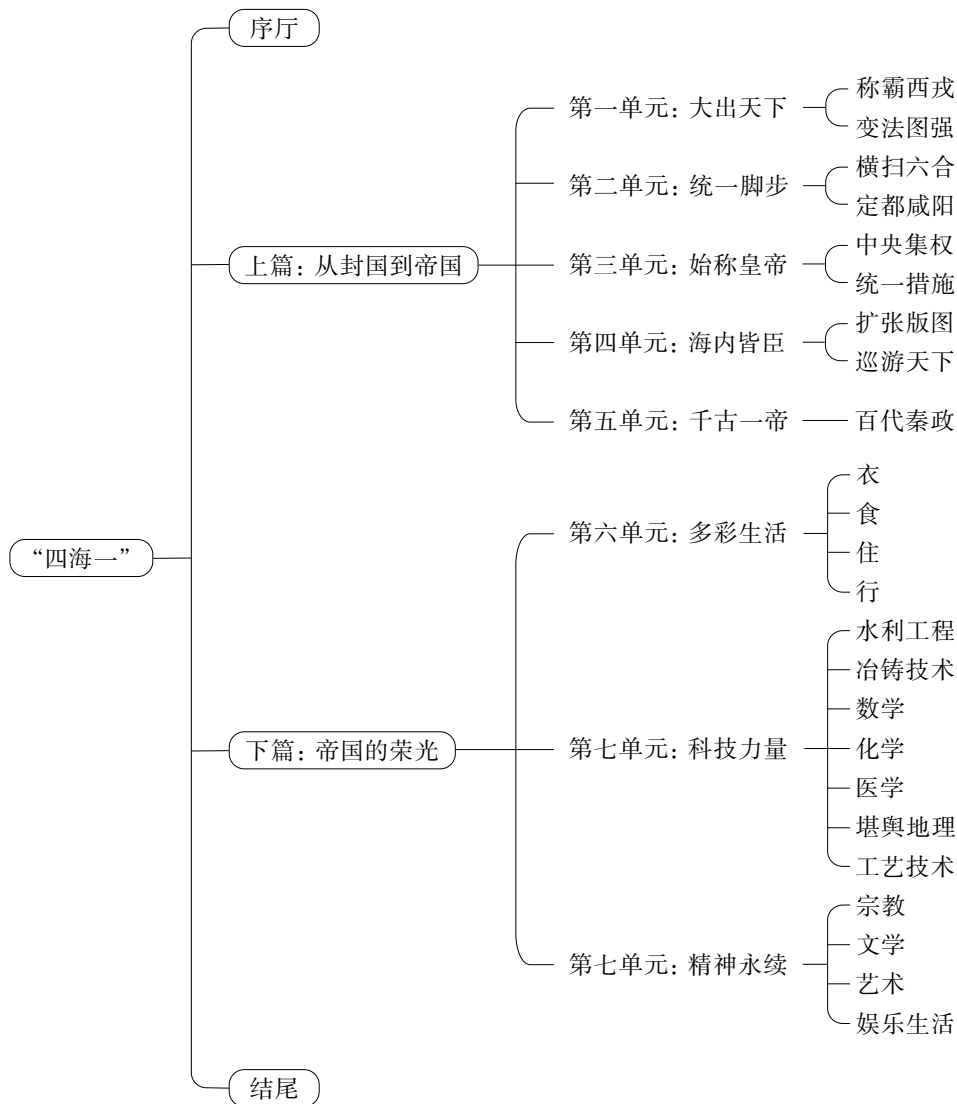 序厅
称霸西戎
第一单元：大出天下
变法图强
横扫六合
第二单元：统一脚步
定都咸阳
上篇：从封国到帝国
中央集权
第三单元：始称皇帝
统一措施
扩张版图
第四单元：海内皆臣
巡游天下
第五单元：千古一帝
百代秦政
“四海一”
衣
第六单元：多彩生活
食
住
行
水利工程
冶铸技术
数学
下篇：帝国的荣光
第七单元：科技力量
化学
医学
堪舆地理
工艺技术
宗教
文学
第七单元：精神永续
艺术
娱乐生活
结尾